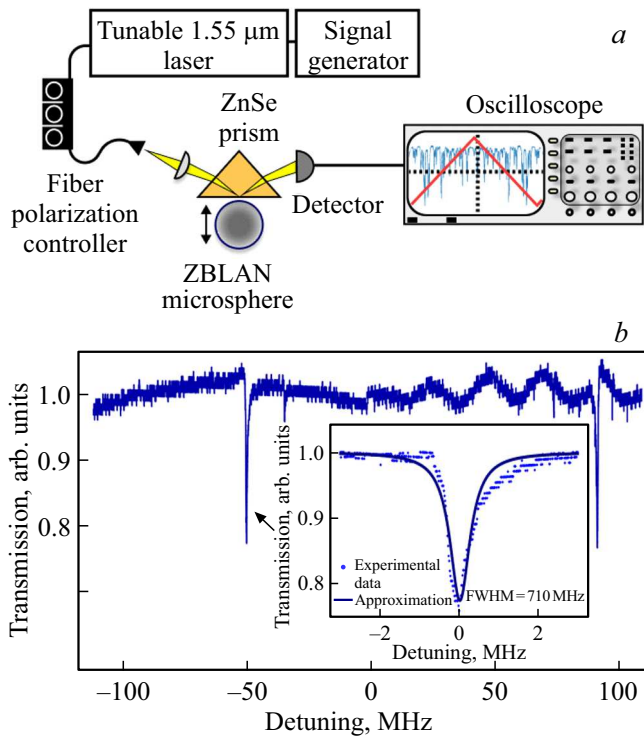 a
Tunable 1.55 μm
laser
Signal
generator
ZnSe
prism
Oscilloscope
Fiber
polarization
controller
Detector
ZBLAN
microsphere
b
Transmission, arb. units
1.0
0.9
0.8
−100
−50
0
50
100
Detuning, MHz
Transmission, arb. units
1.0
0.9
0.8
Experimental
data
Approximation
FWHM = 710 MHz
−2
0
2
Detuning, MHz